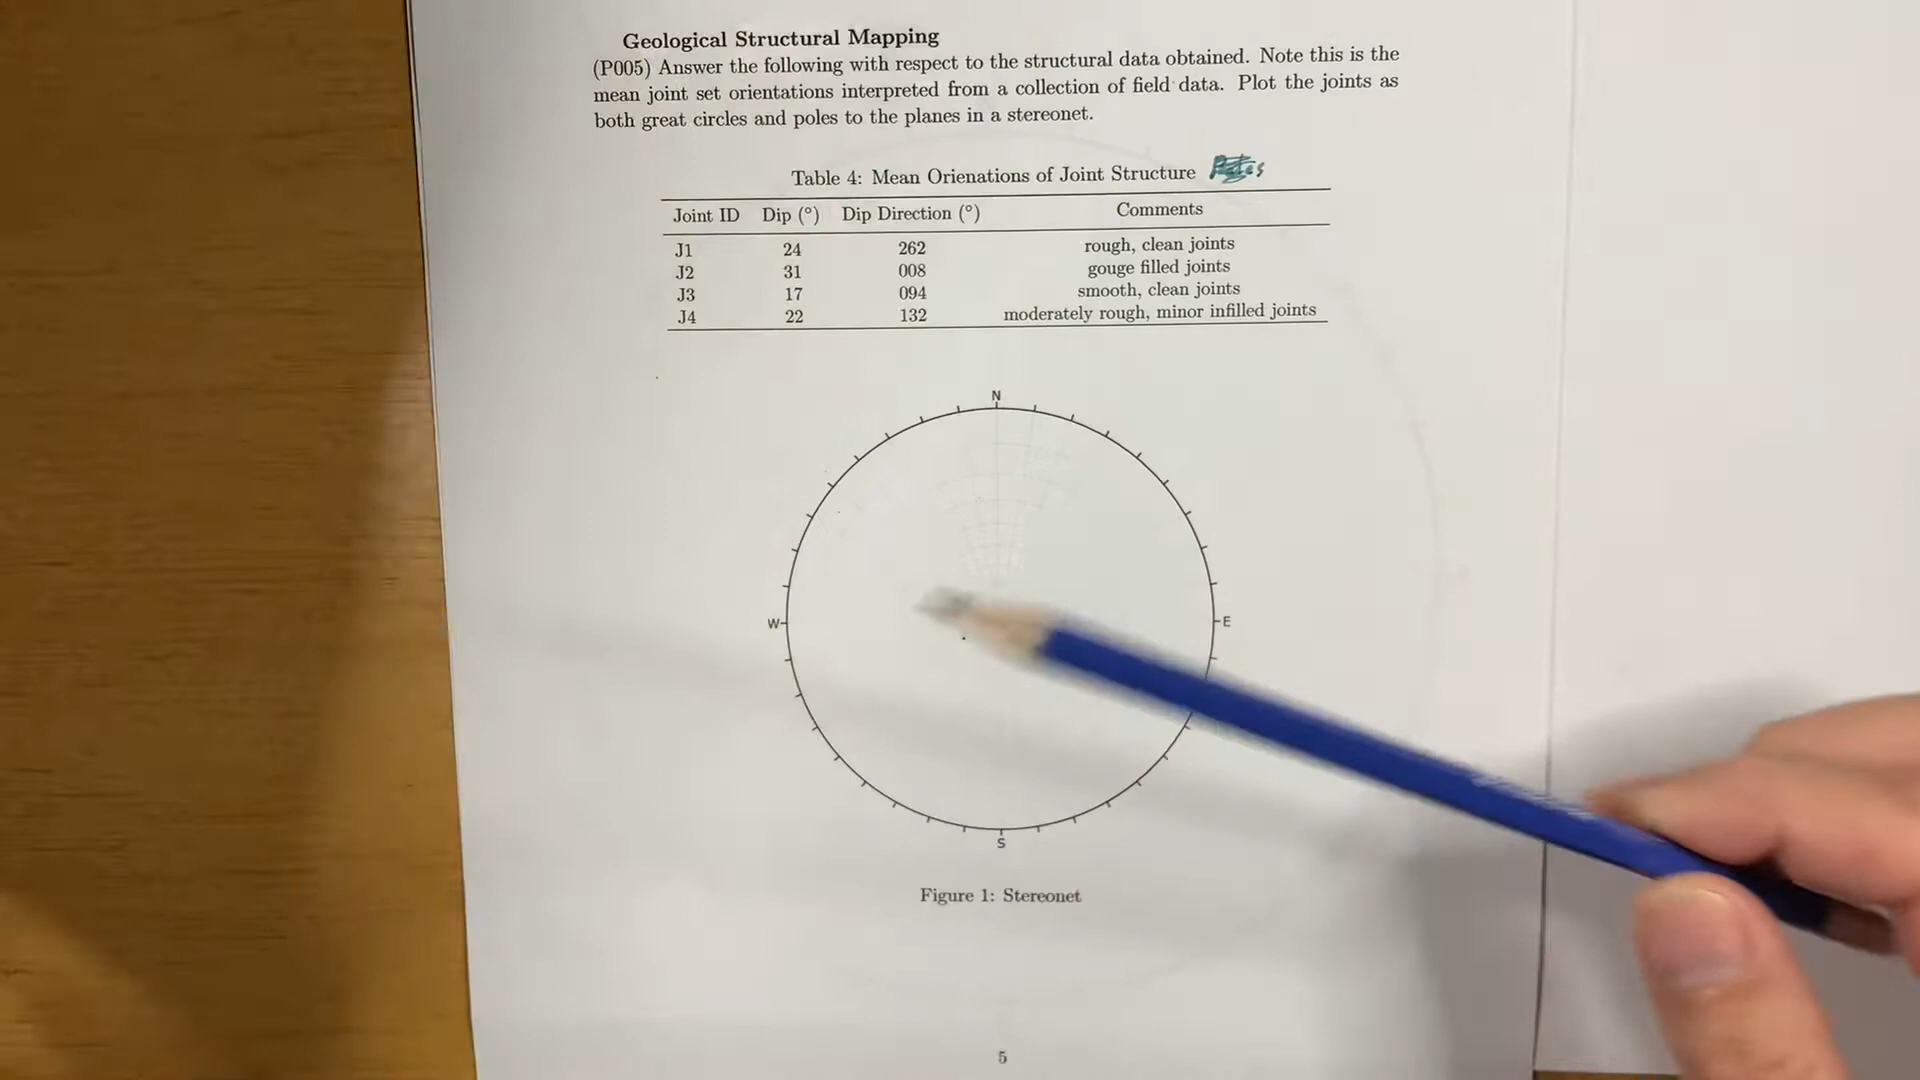 Geological Structural Mapping
(P005) Answer the following with respect to the structural data obtained. Note this is the
mean joint set orientations interpreted from a collection of field data. Plot the joints as
both great circles and poles to the planes in a stereonet.
Table 4: Mean Orienations of Joint Structure
Joint ID Dip (°) Dip Direction (°) Comments
J1 24 262 rough, clean joints
J2 31 008 gouge filled joints
J3 17 094 smooth, clean joints
J4 22 132 moderately rough, minor infilled joints
N
W
E
S
Figure 1: Stereonet
5